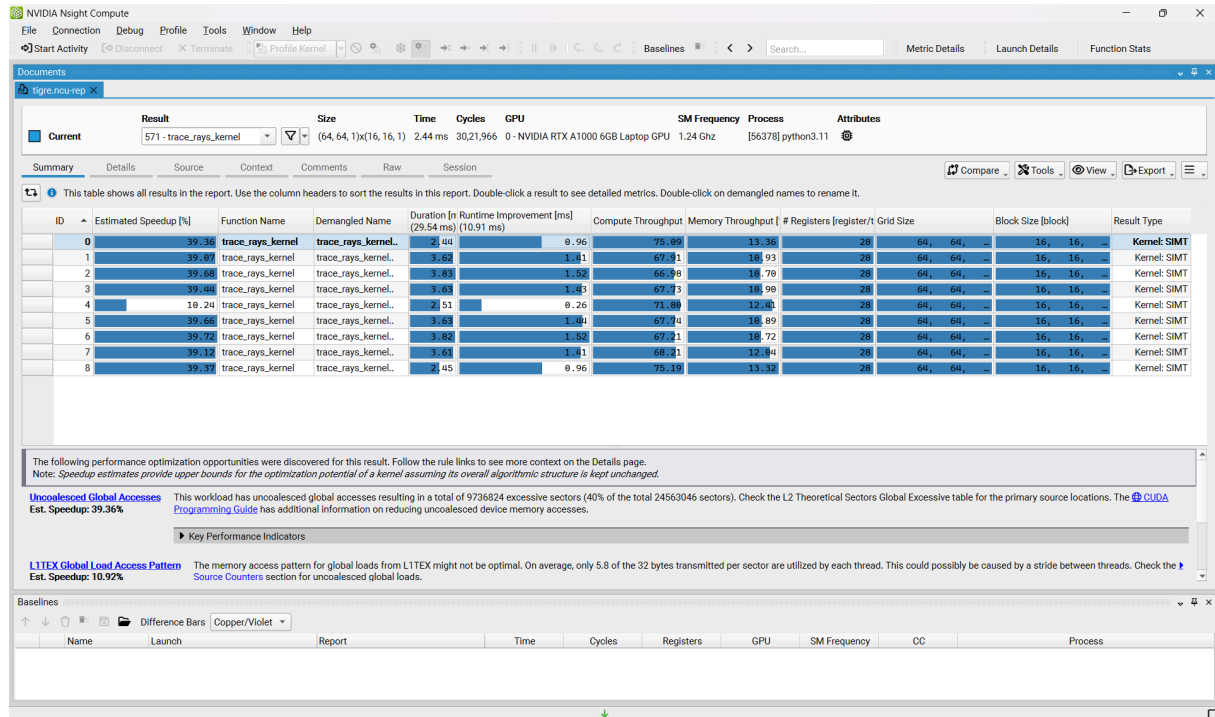 NVIDIA Nsight Compute
File Connection Debug Profile Tools Window Help
Start Activity Disconnect Terminate Profile Kernel Baselines Search... Metric Details Launch Details Function Stats
Documents
tigre.ncu-rep
Result Size Time Cycles GPU SM Frequency Process Attributes
Current 571 - trace_rays_kernel (64, 64, 1)x(16, 16, 1) 2.44 ms 30,21,966 0 - NVIDIA RTX A1000 6GB Laptop GPU 1.24 Ghz [56378] python3.11
Summary Details Source Context Comments Raw Session
Compare Tools View Export
This table shows all results in the report. Use the column headers to sort the results in this report. Double-click a result to see detailed metrics. Double-click on demangled names to rename it.
ID Estimated Speedup [%] Function Name Demangled Name Duration [m Runtime Improvement [ms] Compute Throughput Memory Throughput [ # Registers [register/t Grid Size Block Size [block] Result Type
(29.54 ms) (10.91 ms)
0 39.36 trace_rays_kernel trace_rays_kernel.. 2.44 0.96 75.09 13.36 28 64, 64, … 16, 16, … Kernel: SIMT
1 39.07 trace_rays_kernel trace_rays_kernel.. 3.62 1.41 67.91 10.93 28 64, 64, … 16, 16, … Kernel: SIMT
2 39.68 trace_rays_kernel trace_rays_kernel.. 3.83 1.52 66.98 10.70 28 64, 64, … 16, 16, … Kernel: SIMT
3 39.44 trace_rays_kernel trace_rays_kernel.. 3.63 1.43 67.73 10.90 28 64, 64, … 16, 16, … Kernel: SIMT
4 10.24 trace_rays_kernel trace_rays_kernel.. 2.51 0.26 71.80 12.41 28 64, 64, … 16, 16, … Kernel: SIMT
5 39.66 trace_rays_kernel trace_rays_kernel.. 3.63 1.44 67.74 10.89 28 64, 64, … 16, 16, … Kernel: SIMT
6 39.72 trace_rays_kernel trace_rays_kernel.. 3.82 1.52 67.21 10.72 28 64, 64, … 16, 16, … Kernel: SIMT
7 39.12 trace_rays_kernel trace_rays_kernel.. 3.61 1.41 68.21 12.04 28 64, 64, … 16, 16, … Kernel: SIMT
8 39.37 trace_rays_kernel trace_rays_kernel.. 2.45 0.96 75.19 13.32 28 64, 64, … 16, 16, … Kernel: SIMT
The following performance optimization opportunities were discovered for this result. Follow the rule links to see more context on the Details page.
Note: Speedup estimates provide upper bounds for the optimization potential of a kernel assuming its overall algorithmic structure is kept unchanged.
Uncoalesced Global Accesses This workload has uncoalesced global accesses resulting in a total of 9736824 excessive sectors (40% of the total 24563046 sectors). Check the L2 Theoretical Sectors Global Excessive table for the primary source locations. The CUDA
Est. Speedup: 39.36% Programming Guide has additional information on reducing uncoalesced device memory accesses.
Key Performance Indicators
L1TEX Global Load Access Pattern The memory access pattern for global loads from L1TEX might not be optimal. On average, only 5.8 of the 32 bytes transmitted per sector are utilized by each thread. This could possibly be caused by a stride between threads. Check the
Est. Speedup: 10.92% Source Counters section for uncoalesced global loads.
Baselines
Difference Bars Copper/Violet
Name Launch Report Time Cycles Registers GPU SM Frequency CC Process